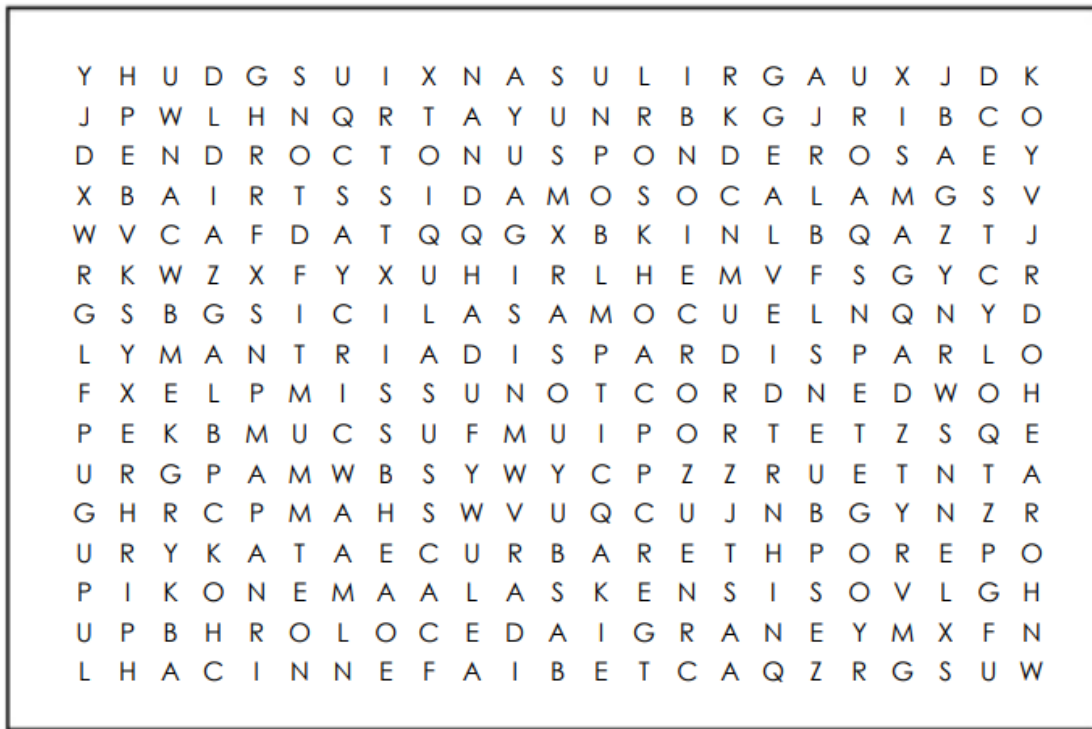 Y H U D G S U I X N A S U L I R G A U X J D K
J P W L H N Q R T A Y U N R B K G J R I B C O
D E N D R O C T O N U S P O N D E R O S A E Y
X B A I R T S S I D A M O S O C A L A M G S V
W V C A F D A T Q Q G X B K I N L B Q A Z T J
R K W Z X F Y X U H I R L H E M V F S G Y C R
G S B G S I C I L A S A M O C U E L N Q N Y D
L Y M A N T R I A D I S P A R D I S P A R L O
F X E L P M I S S U N O T C O R D N E D W O H
P E K B M U C S U F M U I P O R T E T Z S Q E
U R G P A M W B S Y W Y C P Z Z R U E T N T A
G H R C P M A H S W V U Q C U J N B G Y N Z R
U R Y K A T A E C U R B A R E T H P O R E P O
P I K O N E M A A L A S K E N S I S O V L G H
U P B H R O L O C E D A I G R A N E Y M X F N
L H A C I N N E F A I B E T C A Q Z R G S U W